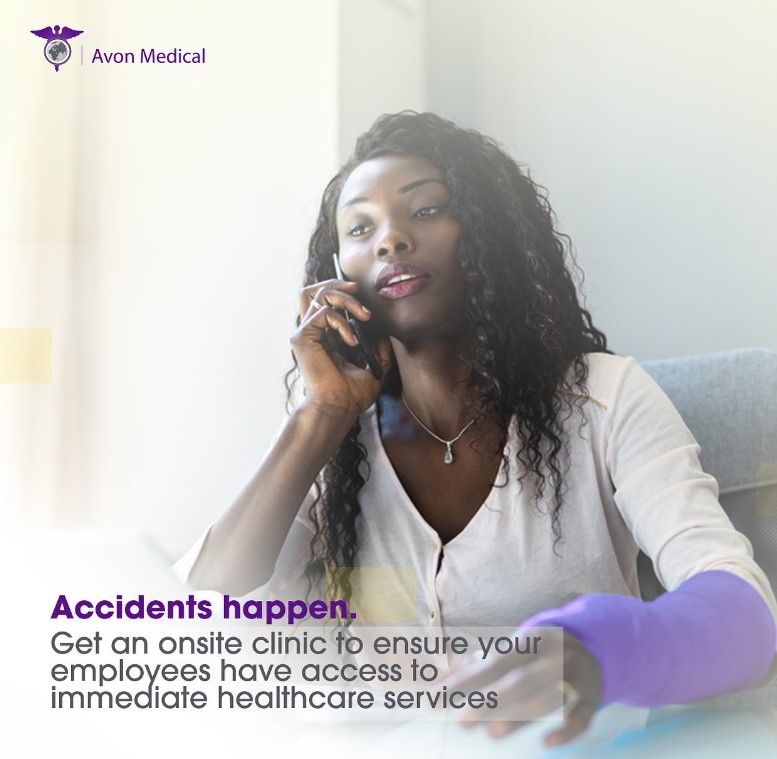 Avon Medical
Accidents happen.
Get an onsite clinic to ensure your
employees have access to
immediate healthcare services